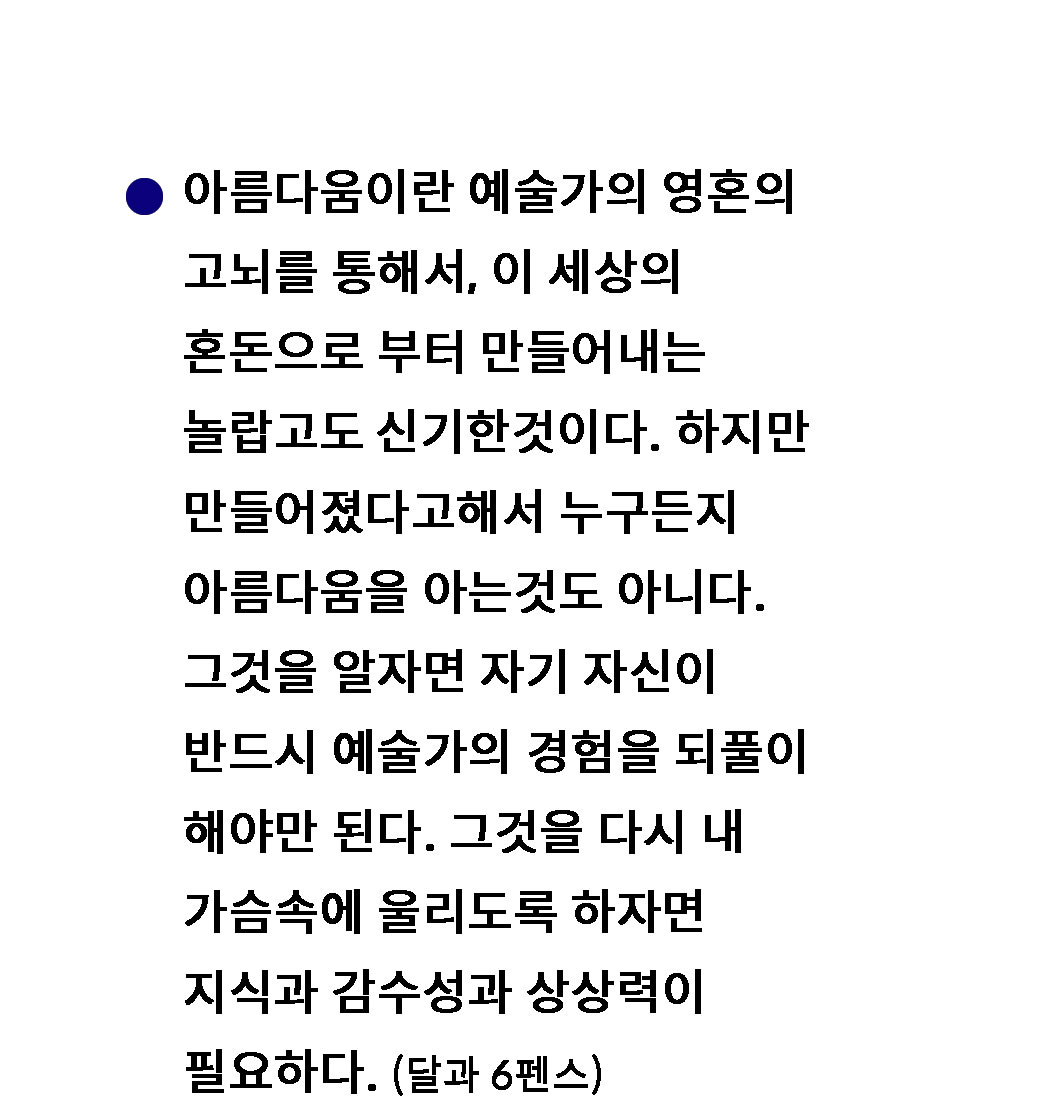 ● 아름다움이란 예술가의 영혼의
고뇌를 통해서, 이 세상의
혼돈으로 부터 만들어내는
놀랍고도 신기한것이다. 하지만
만들어졌다고해서 누구든지
아름다움을 아는것도 아니다.
그것을 알자면 자기 자신이
반드시 예술가의 경험을 되풀이
해야만 된다. 그것을 다시 내
가슴속에 울리도록 하자면
지식과 감수성과 상상력이
필요하다. (달과 6펜스)